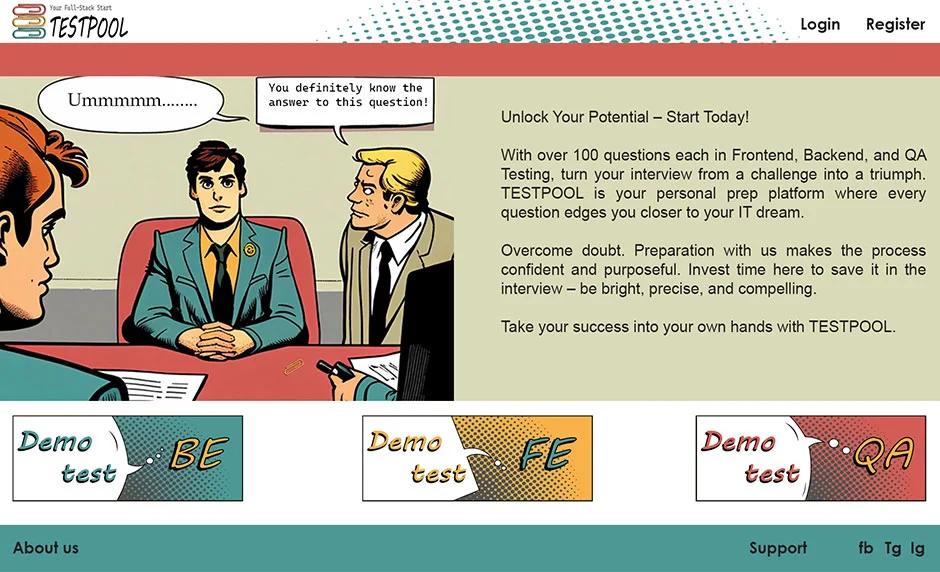 Your Full-Stack Start
TESTPOOL
Login
Register
Ummmmm........
You definitely know the
answer to this question!
Unlock Your Potential – Start Today!
With over 100 questions each in Frontend, Backend, and QA
Testing, turn your interview from a challenge into a triumph.
TESTPOOL is your personal prep platform where every
question edges you closer to your IT dream.
Overcome doubt. Preparation with us makes the process
confident and purposeful. Invest time here to save it in the
interview – be bright, precise, and compelling.
Take your success into your own hands with TESTPOOL.
Demo
test
BE
Demo
test
FE
Demo
test
QA
About us
Support
fb Tg Ig